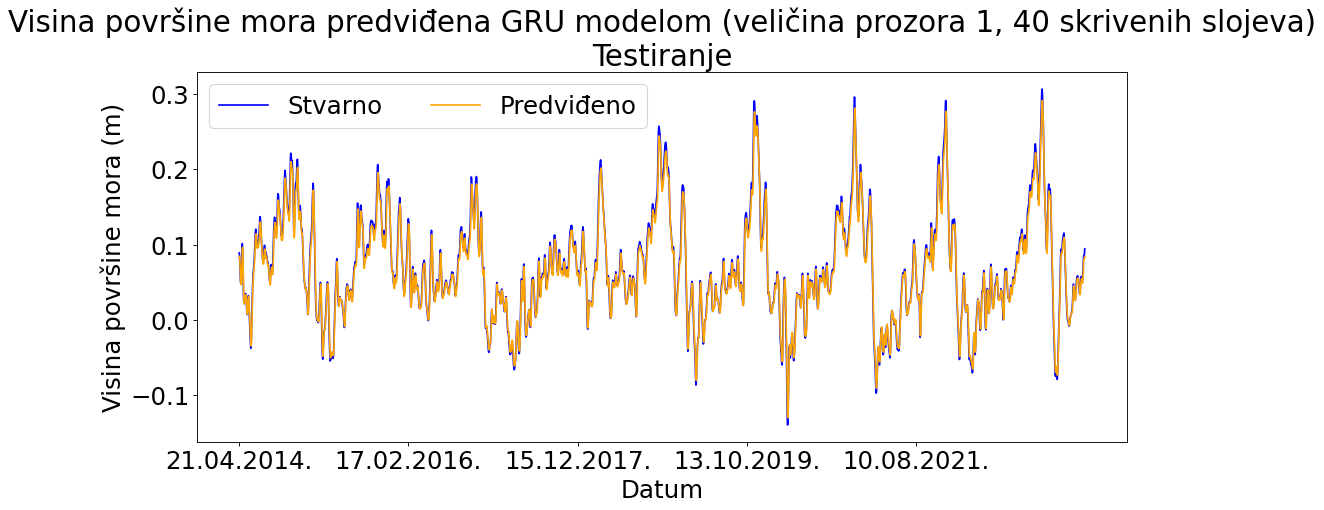 Visina površine mora predviđena GRU modelom (veličina prozora 1, 40 skrivenih slojeva)
Testiranje
Stvarno
Predviđeno
Visina površine mora (m)
0.3
0.2
0.1
0.0
−0.1
21.04.2014.
17.02.2016.
15.12.2017.
13.10.2019.
10.08.2021.
Datum